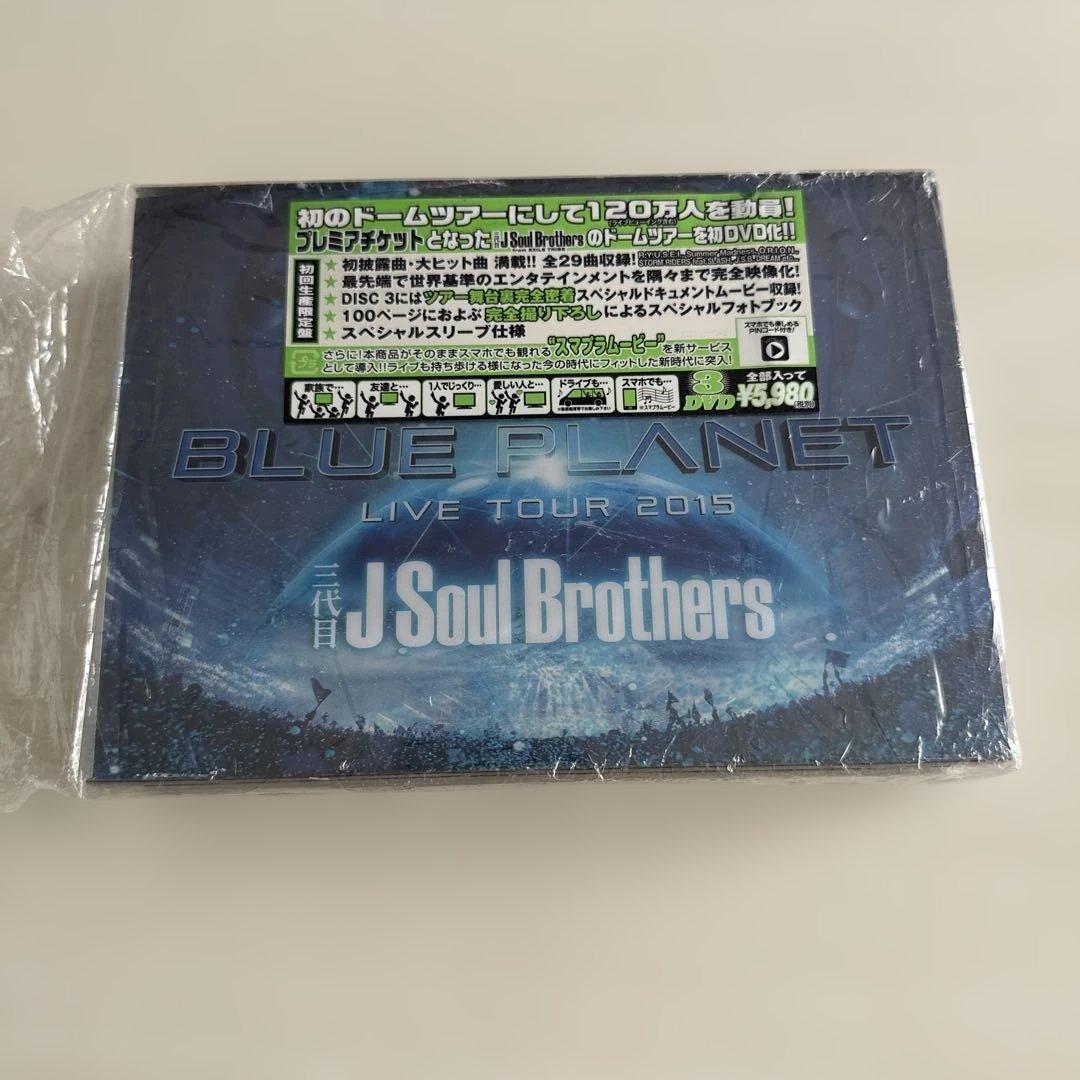 初のドームツアーにして120万人を動員!
(ライブビューイング含む)
プレミアチケットとなった三代目 J Soul Brothers from EXILE TRIBEのドームツアーを初DVD化!!
初回生産限定盤
★初披露曲・大ヒット曲 満載!! 全29曲収録! R.Y.U.S.E.I., Summer Madness, O.R.I.O.N.,
STORM RIDERS feat.SLASH, J.S.B. DREAM etc...
★最先端で世界基準のエンタテインメントを隅々まで完全映像化!
★DISC 3にはツアー舞台裏完全密着スペシャルドキュメントムービー収録!
★100ページにおよぶ完全撮り下ろしによるスペシャルフォトブック
★スペシャルスリーブ仕様
スマホでも楽しめる
PINコード付き!
さらに!本商品がそのままスマホでも観れる"スマプラムービー"を新サービス
として導入!!ライブも持ち歩ける様になった今の時代にフィットした新時代に突入!
家族で…
友達と…
1人でじっくり…
愛しい人と…
ドライブも…
スマホでも…
※スマプラムービー
3
DVD
全部入って
¥5,980
(税別)
BLUE PLANET
LIVE TOUR 2015
三代目
J Soul Brothers